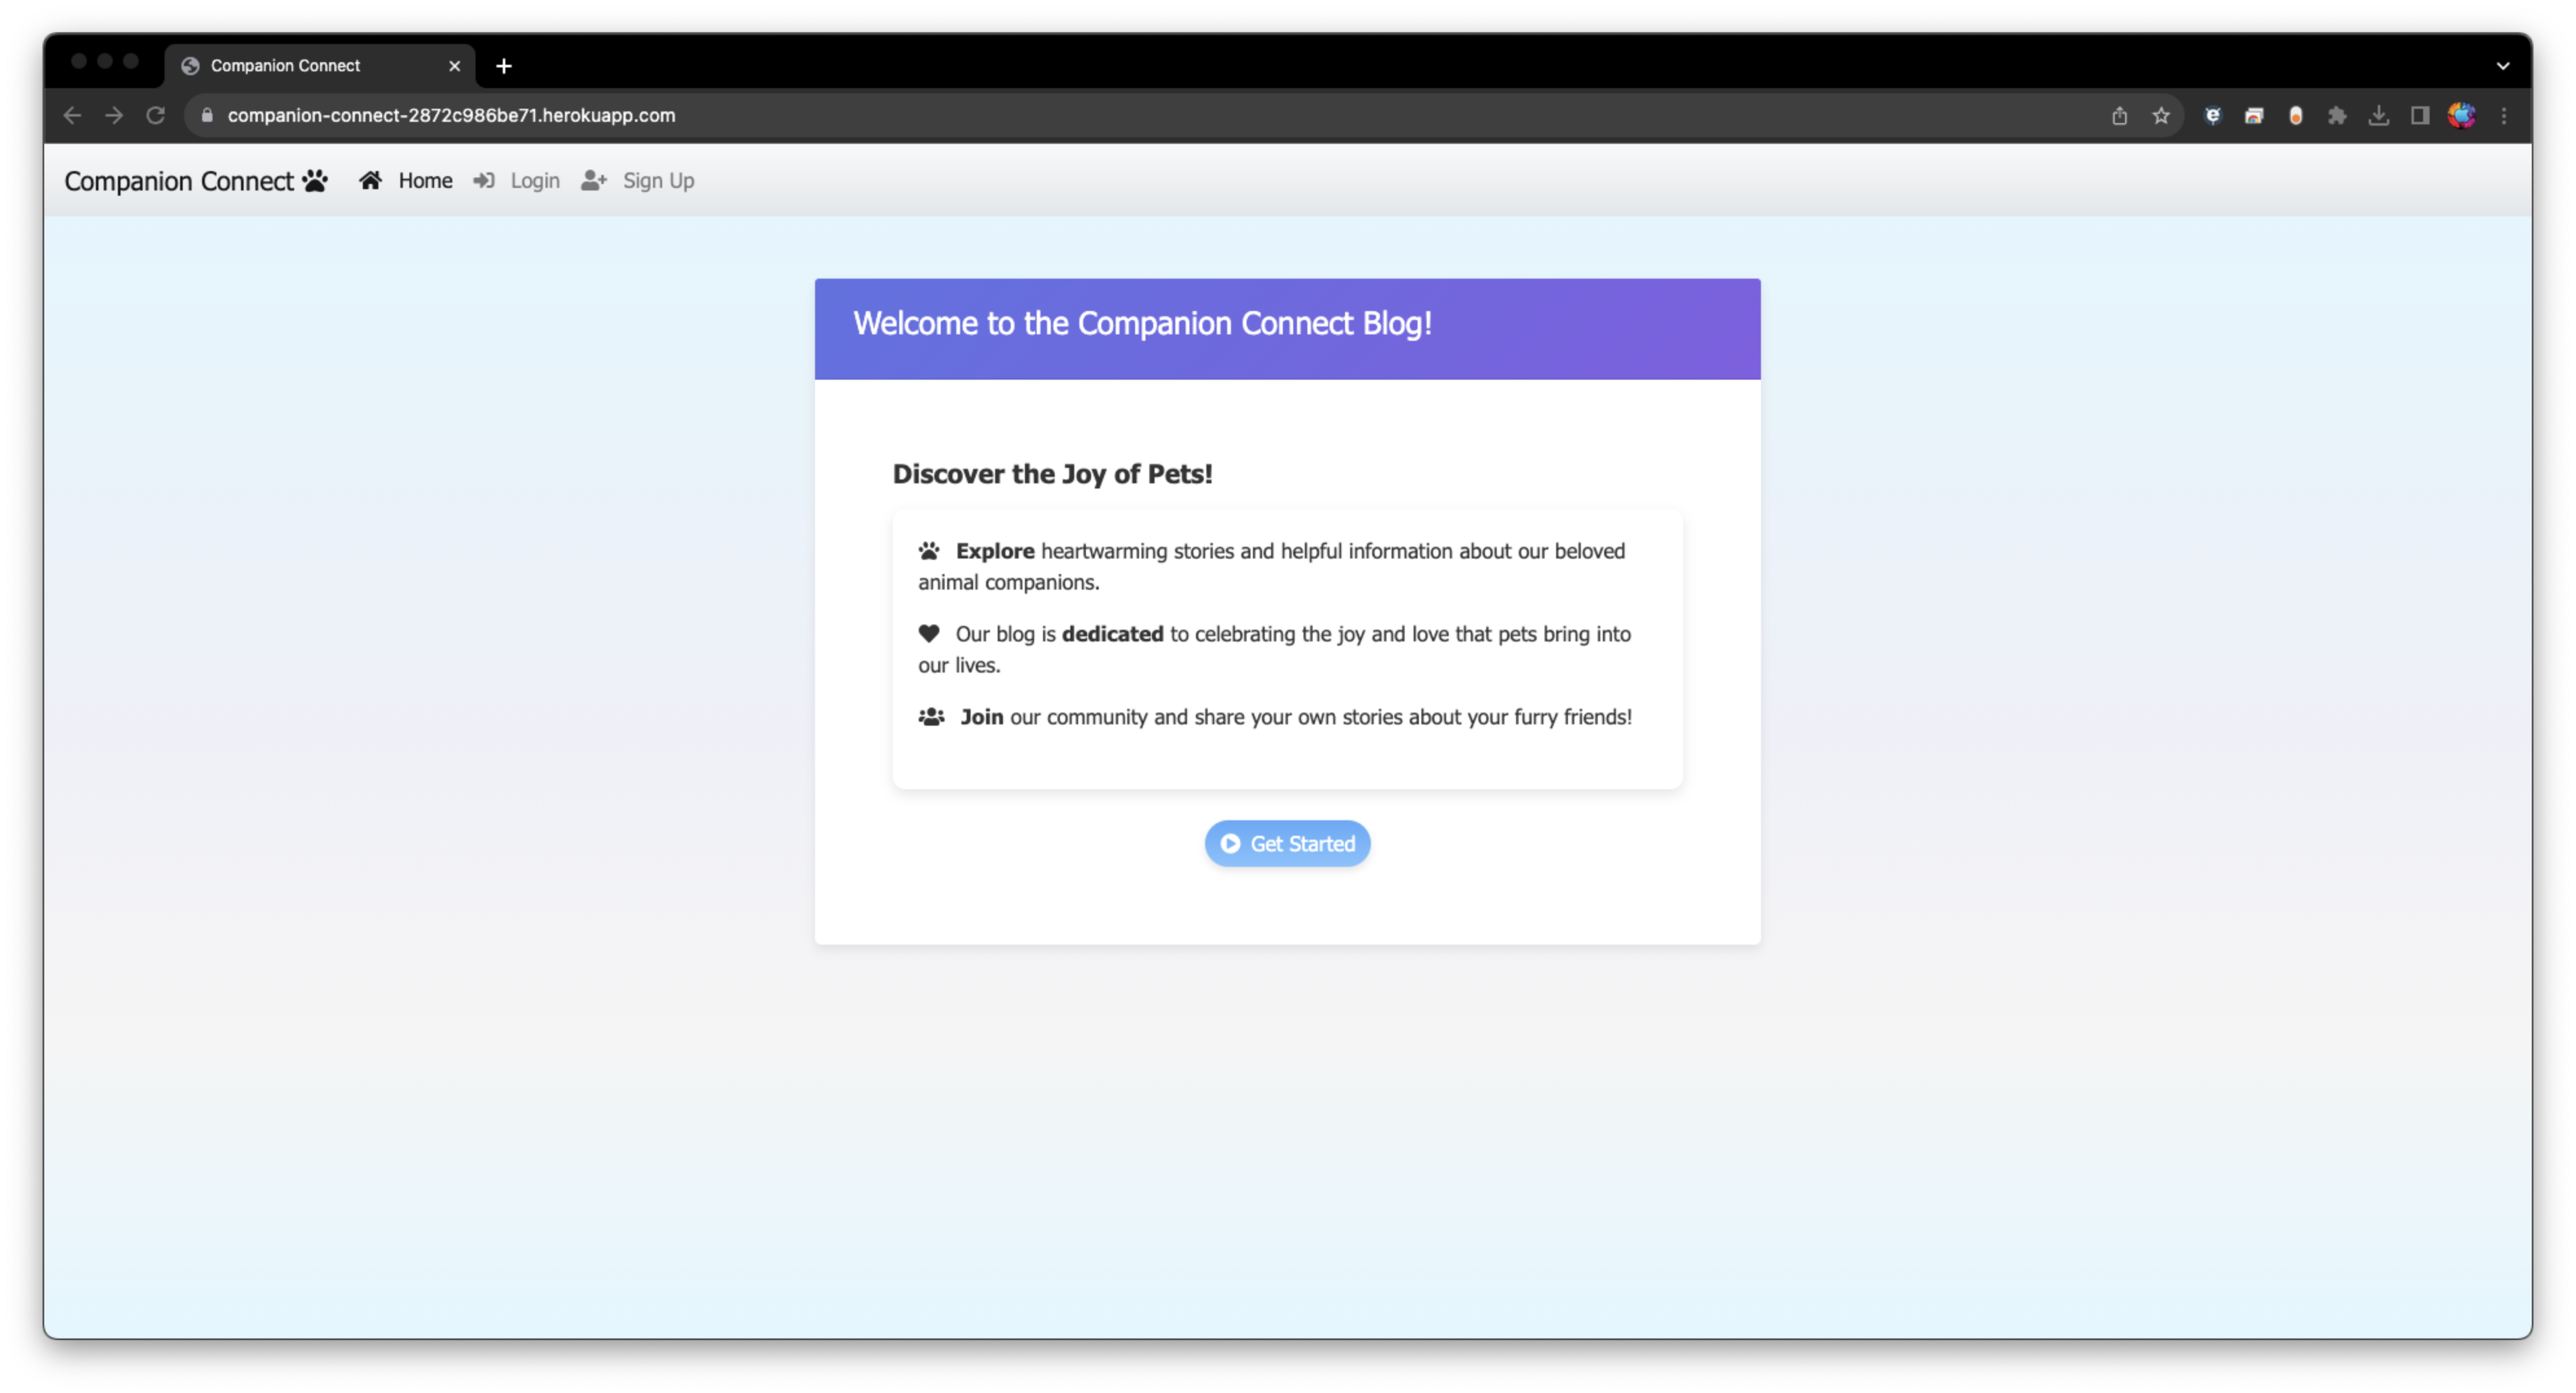 Companion Connect
companion-connect-2872c986be71.herokuapp.com
Companion Connect Home Login Sign Up
Welcome to the Companion Connect Blog!
Discover the Joy of Pets!
Explore heartwarming stories and helpful information about our beloved
animal companions.
Our blog is dedicated to celebrating the joy and love that pets bring into
our lives.
Join our community and share your own stories about your furry friends!
Get Started